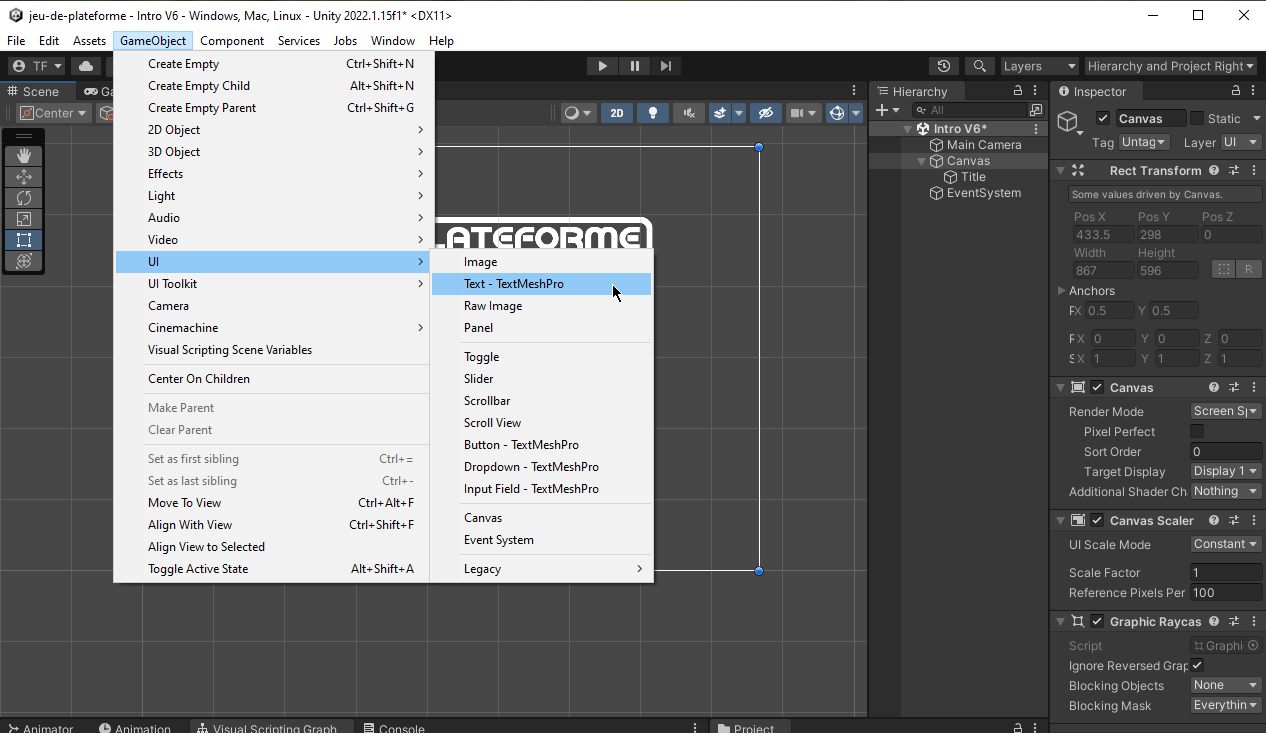 jeu-de-plateforme - Intro V6 - Windows, Mac, Linux - Unity 2022.1.15f1* <DX11>
File Edit Assets GameObject Component Services Jobs Window Help
TF
Layers
Hierarchy and Project Right
Scene
Ga
Center
2D
Create Empty Ctrl+Shift+N
Create Empty Child Alt+Shift+N
Create Empty Parent Ctrl+Shift+G
2D Object
3D Object
Effects
Light
Audio
Video
UI
UI Toolkit
Camera
Cinemachine
Visual Scripting Scene Variables
Center On Children
Make Parent
Clear Parent
Set as first sibling Ctrl+=
Set as last sibling Ctrl+-
Move To View Ctrl+Alt+F
Align With View Ctrl+Shift+F
Align View to Selected
Toggle Active State Alt+Shift+A
LATEFORME
Image
Text - TextMeshPro
Raw Image
Panel
Toggle
Slider
Scrollbar
Scroll View
Button - TextMeshPro
Dropdown - TextMeshPro
Input Field - TextMeshPro
Canvas
Event System
Legacy
Hierarchy
All
Intro V6*
Main Camera
Canvas
Title
EventSystem
Inspector
Canvas Static
Tag Untag Layer UI
Rect Transform
Some values driven by Canvas.
Pos X Pos Y Pos Z
433.5 298 0
Width Height
867 596 R
Anchors
X 0.5 Y 0.5
X 0 Y 0 Z 0
X 1 Y 1 Z 1
Canvas
Render Mode Screen Sp
Pixel Perfect
Sort Order 0
Target Display Display 1
Additional Shader Ch Nothing
Canvas Scaler
UI Scale Mode Constant
Scale Factor 1
Reference Pixels Per 100
Graphic Raycas
Script Graphi
Ignore Reversed Grap
Blocking Objects None
Blocking Mask Everythin
Animator Animation Visual Scripting Graph Console Project